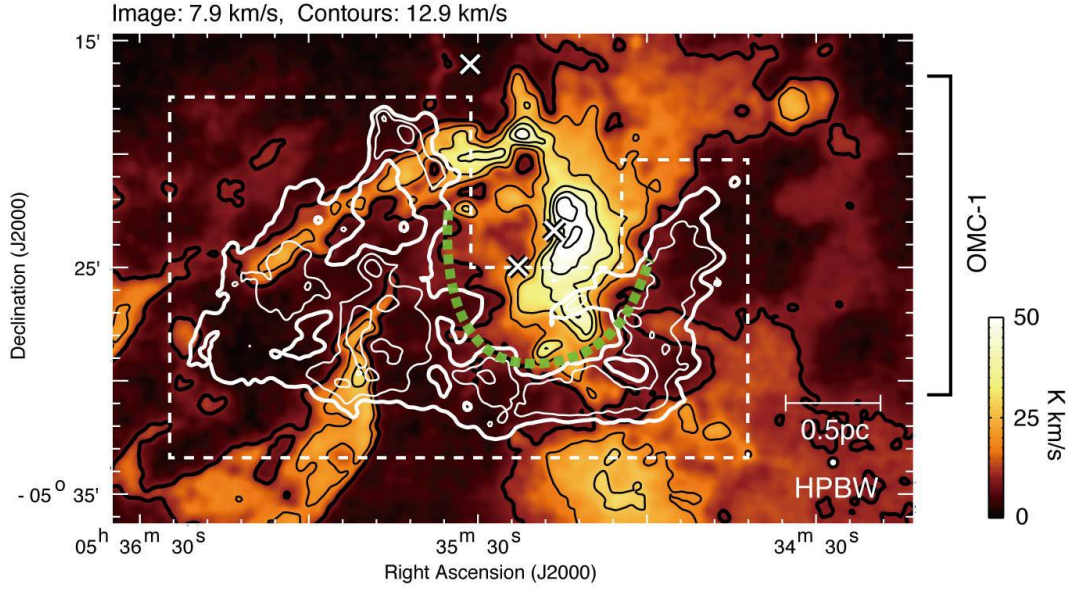 Image: 7.9 km/s, Contours: 12.9 km/s
15'
25'
- 05° 35'
Declination (J2000)
05h 36m 30s
35m 30s
34m 30s
Right Ascension (J2000)
0.5pc
HPBW
OMC-1
50
25
0
K km/s